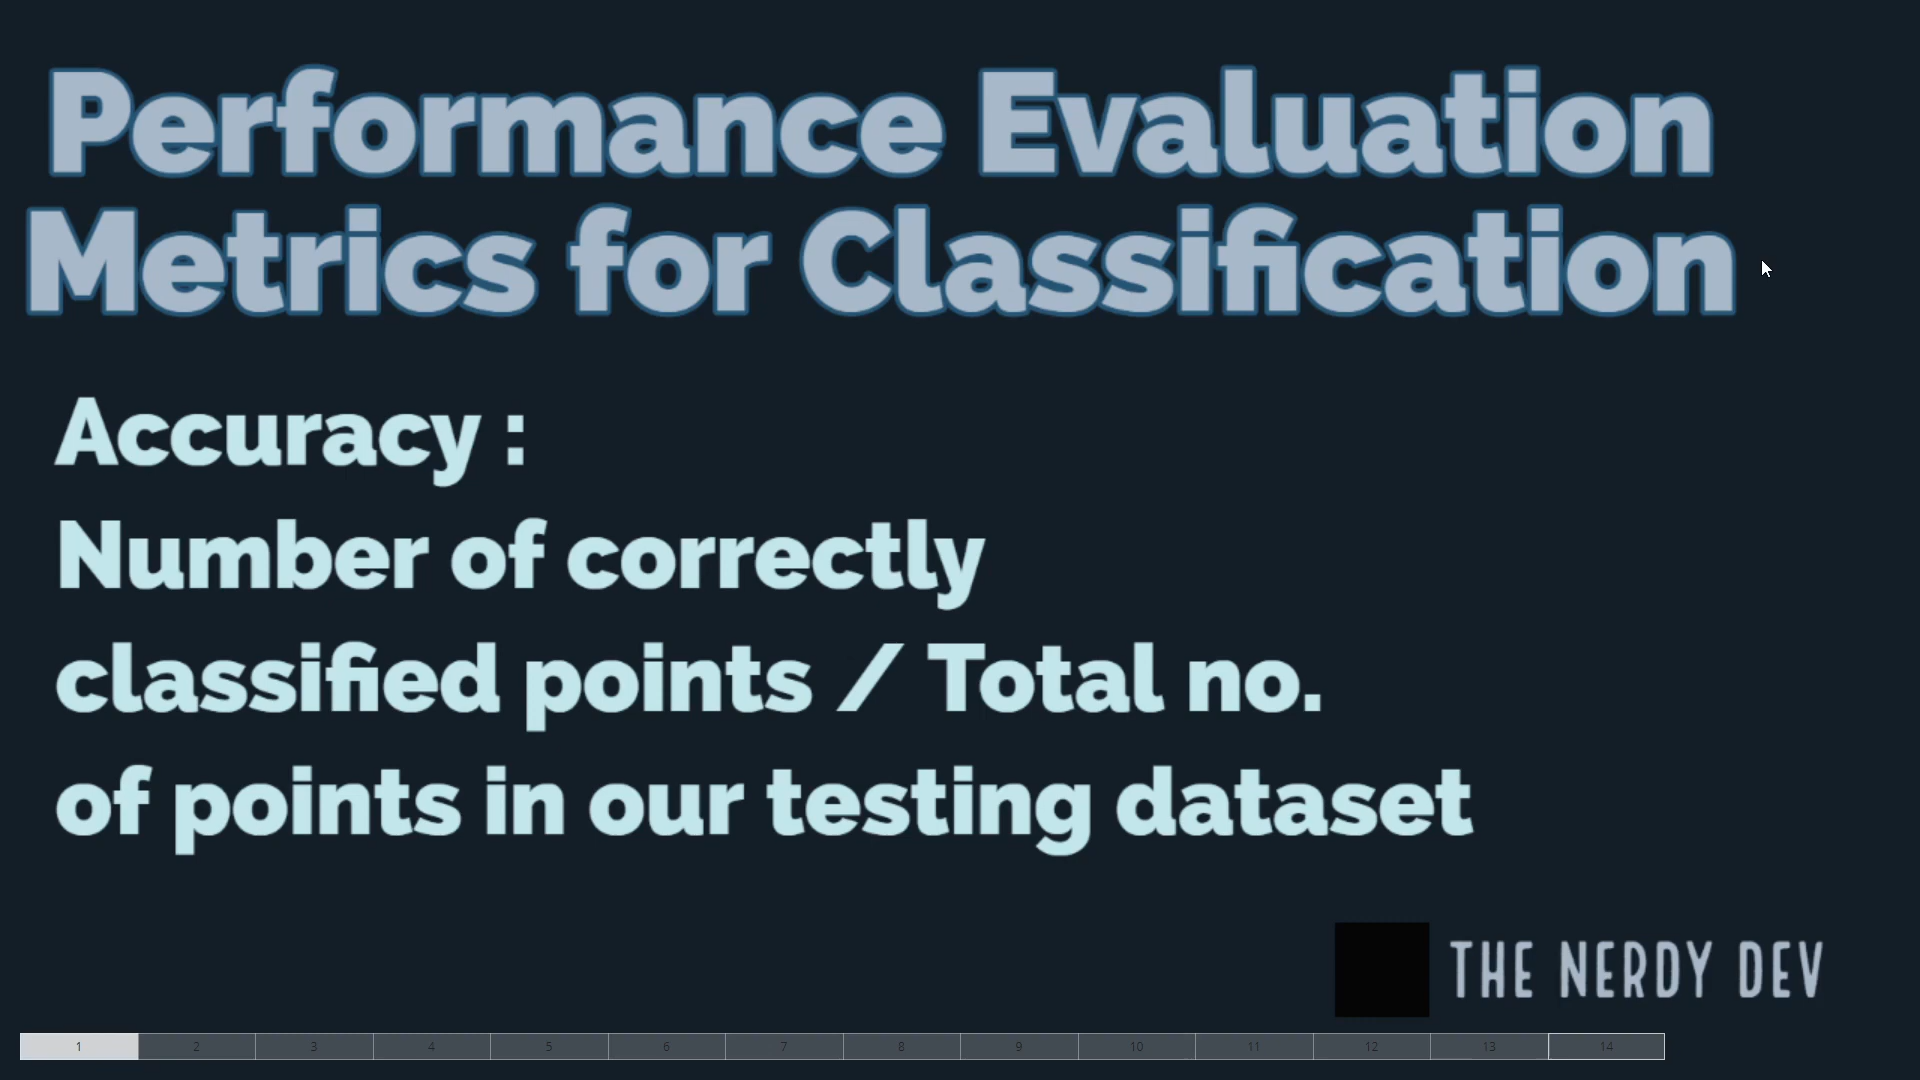 Performance Evaluation
Metrics for Classification
Accuracy :
Number of correctly
classified points / Total no.
of points in our testing dataset
THE NERDY DEV
1 2 3 4 5 6 7 8 9 10 11 12 13 14